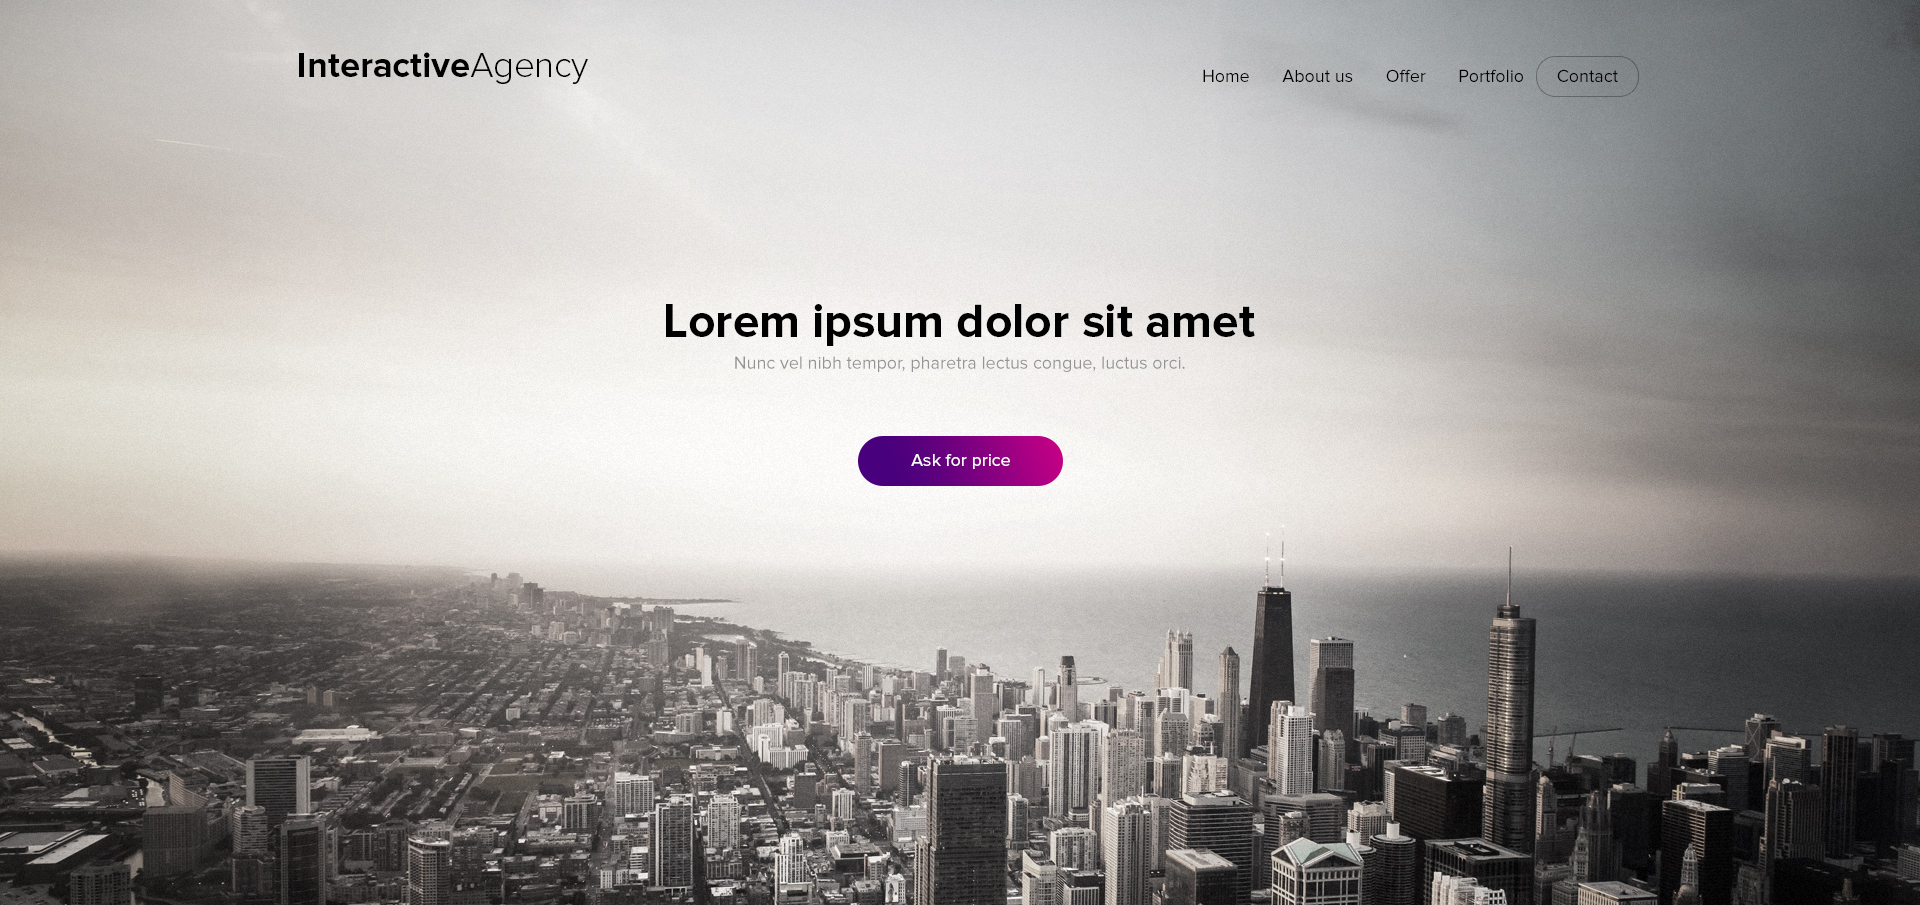 InteractiveAgency
Home About us Offer Portfolio Contact
Lorem ipsum dolor sit amet
Nunc vel nibh tempor, pharetra lectus congue, luctus orci.
Ask for price